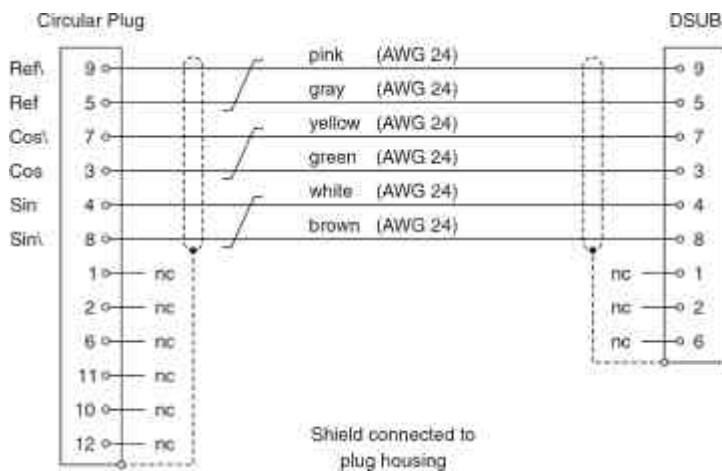 Circular Plug DSUB
Ref\ 9 pink (AWG 24) 9
Ref 5 gray (AWG 24) 5
Cos\ 7 yellow (AWG 24) 7
Cos 3 green (AWG 24) 3
Sin 4 white (AWG 24) 4
Sin\ 8 brown (AWG 24) 8
1 nc nc 1
2 nc nc 2
6 nc nc 6
11 nc
10 nc
12 nc
Shield connected to
plug housing